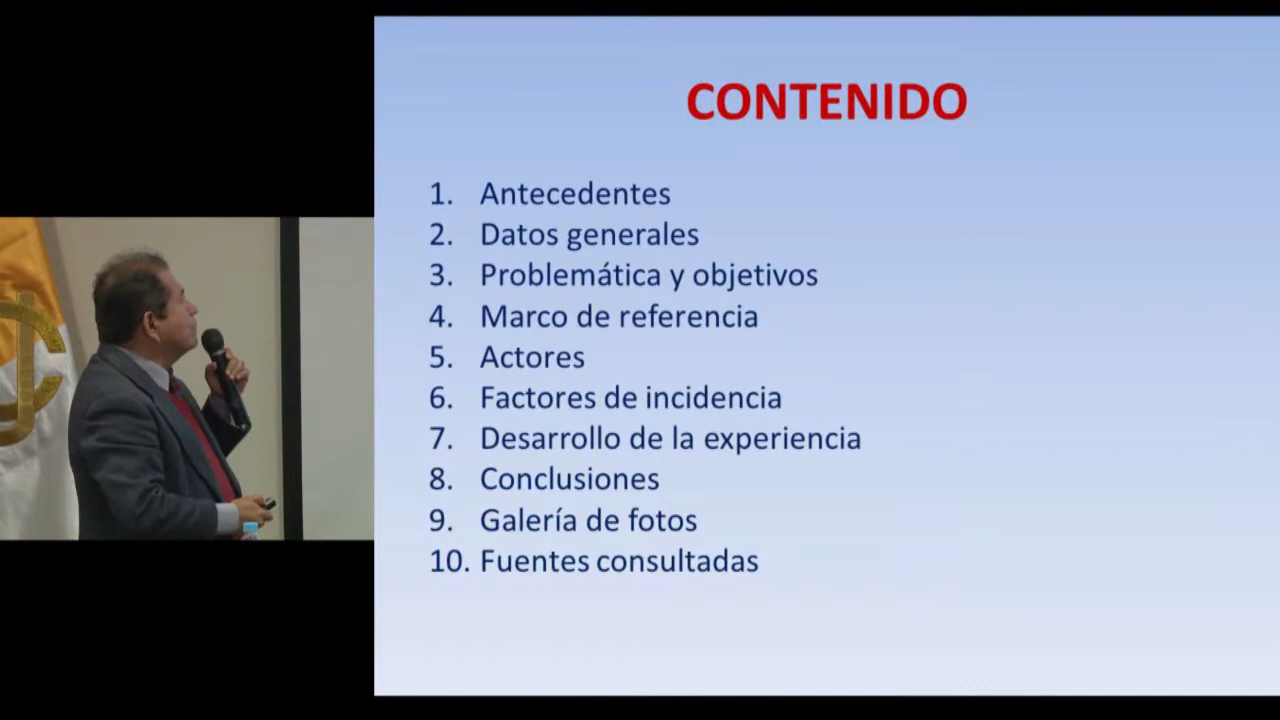 CONTENIDO
1. Antecedentes
2. Datos generales
3. Problemática y objetivos
4. Marco de referencia
5. Actores
6. Factores de incidencia
7. Desarrollo de la experiencia
8. Conclusiones
9. Galería de fotos
10. Fuentes consultadas